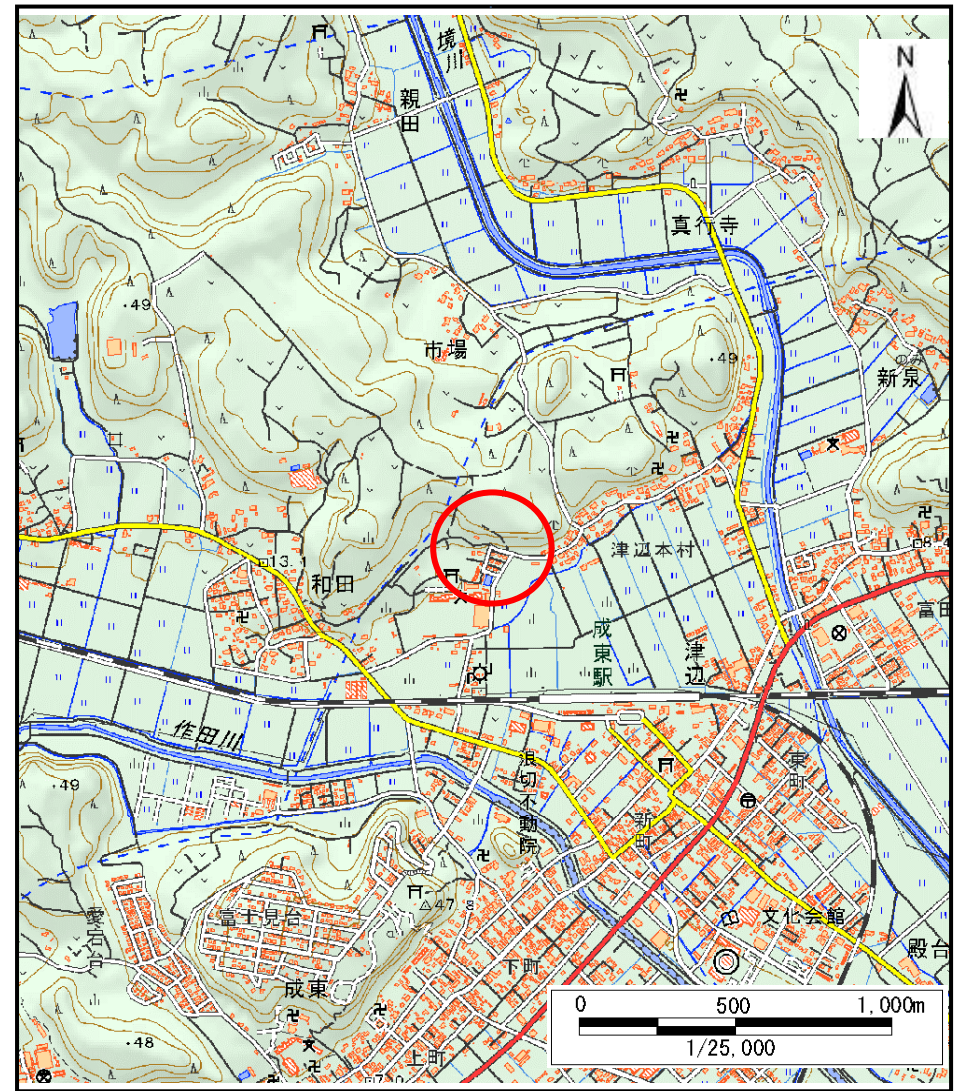 境川
N
親田
真行寺
・49
市場
・49
のみ
新泉
津辺本村
13.1
和田
成東駅
津辺
富田
作田川
浪切不動院
東町
新町
・49
富士見台
愛宕台
△47
文化会館
殿台
下町
成東
0 500 1,000m
1/25,000
・48
上町